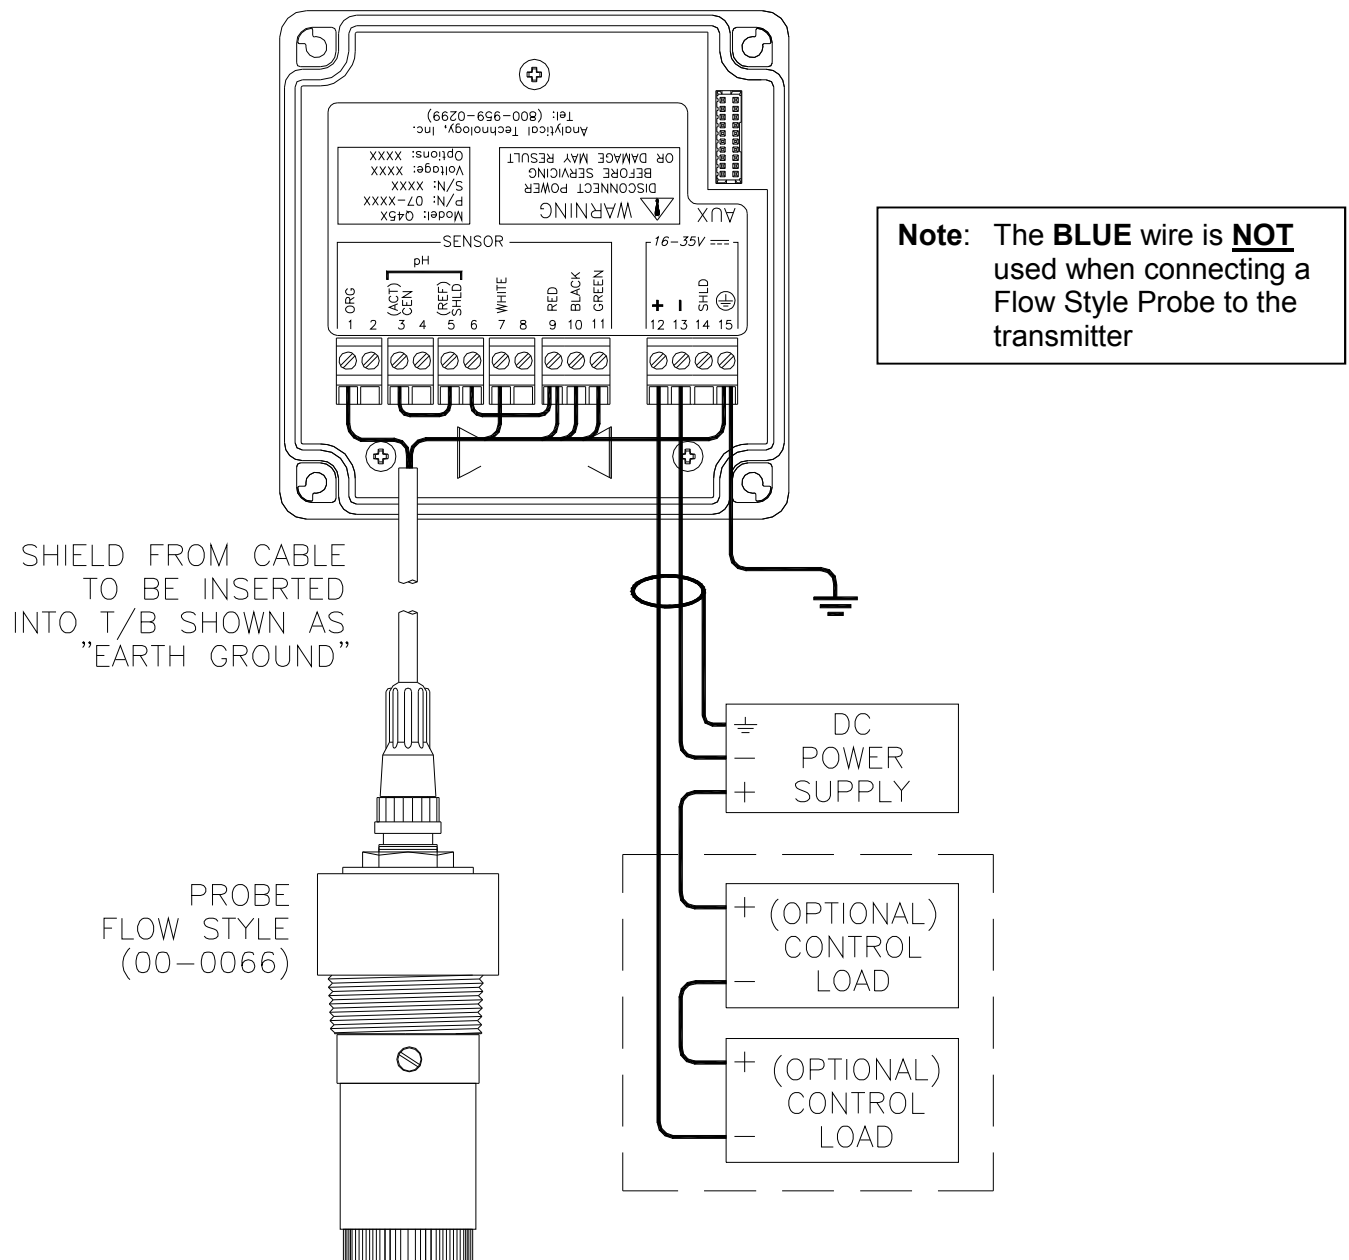 Analytical Technology, Inc.
Tel: (800-959-0299)
Model: Q45X
P/N: 07-XXXX
S/N: XXXX
Voltage: XXXX
Options: XXXX
WARNING
DISCONNECT POWER
BEFORE SERVICING
OR DAMAGE MAY RESULT
AUX
SENSOR
16-35V
pH
ORG
(ACT)
CEN
(REF)
SHLD
WHITE
RED
BLACK
GREEN
+ - SHLD
1 2 3 4 5 6 7 8 9 10 11 12 13 14 15
Note: The BLUE wire is NOT
used when connecting a
Flow Style Probe to the
transmitter
SHIELD FROM CABLE
TO BE INSERTED
INTO T/B SHOWN AS
"EARTH GROUND"
DC
- POWER
+ SUPPLY
PROBE
FLOW STYLE
(00-0066)
+ (OPTIONAL)
CONTROL
- LOAD
+ (OPTIONAL)
CONTROL
- LOAD